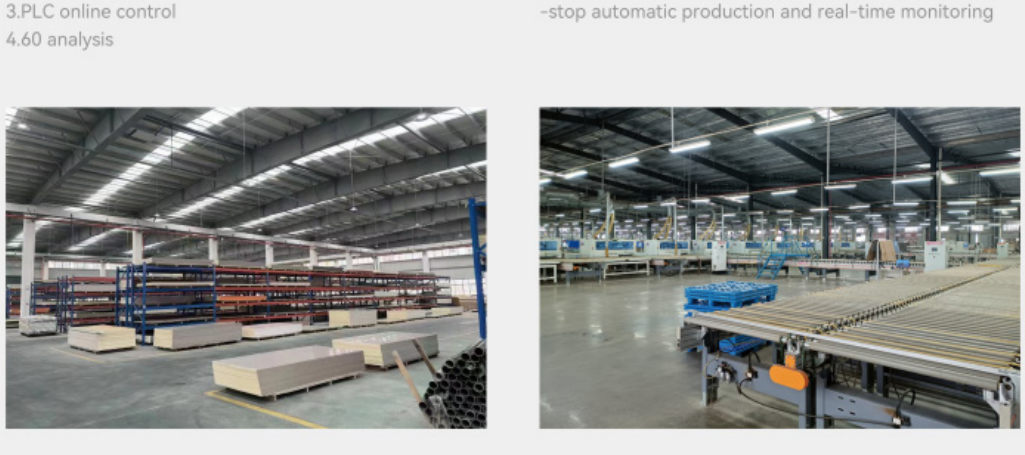 3.PLC online control
4.60 analysis
-stop automatic production and real-time monitoring